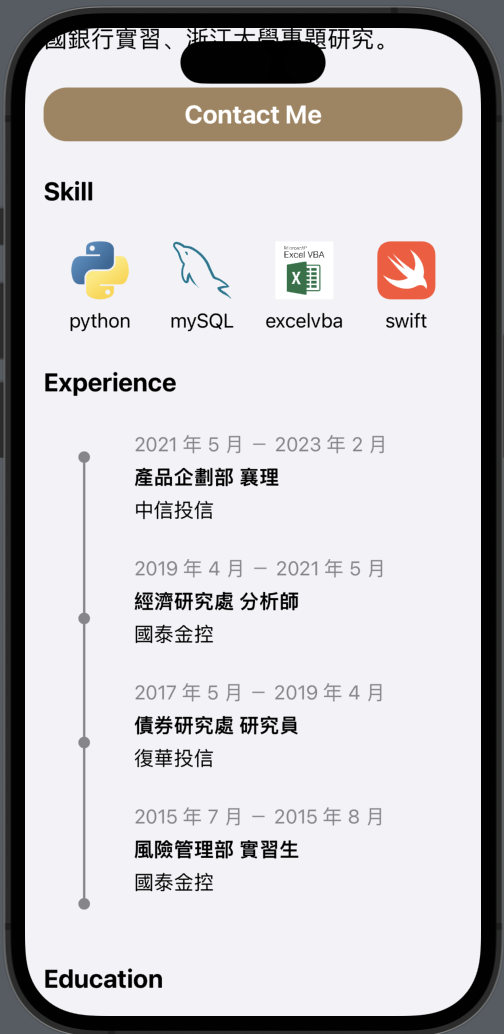 國銀行實習、浙江大學專題研究。
Contact Me
Skill
Microsoft
Excel VBA
X
python
mySQL
excelvba
swift
Experience
2021 年 5 月 － 2023 年 2 月
產品企劃部 襄理
中信投信
2019 年 4 月 － 2021 年 5 月
經濟研究處 分析師
國泰金控
2017 年 5 月 － 2019 年 4 月
債券研究處 研究員
復華投信
2015 年 7 月 － 2015 年 8 月
風險管理部 實習生
國泰金控
Education